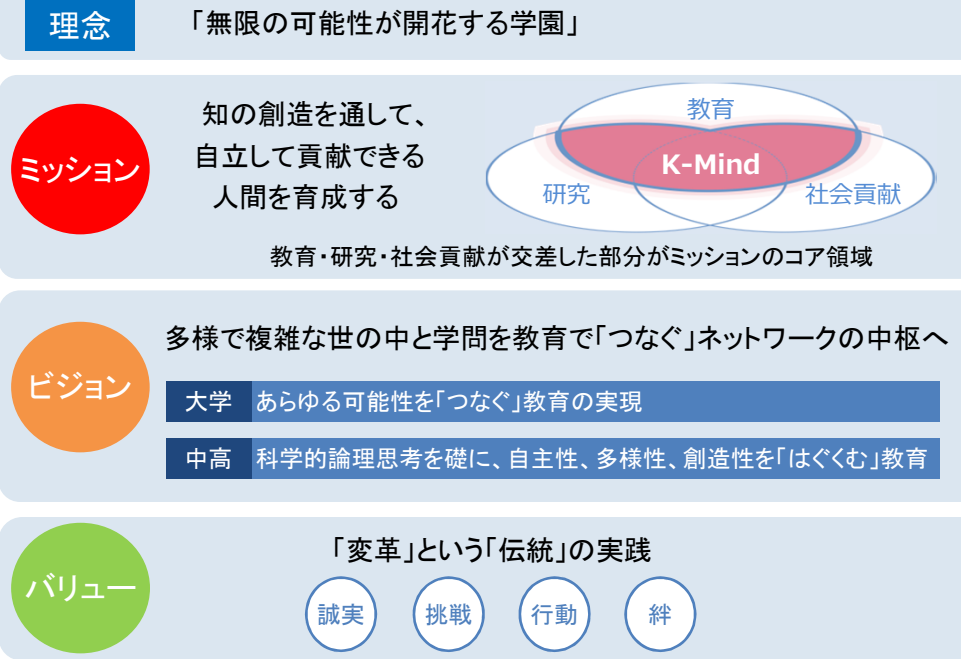 理念
「無限の可能性が開花する学園」
ミッション
知の創造を通して、
自立して貢献できる
人間を育成する
教育
K-Mind
研究
社会貢献
教育・研究・社会貢献が交差した部分がミッションのコア領域
ビジョン
多様で複雑な世の中と学問を教育で「つなぐ」ネットワークの中枢へ
大学 あらゆる可能性を「つなぐ」教育の実現
中高 科学的論理思考を礎に、自主性、多様性、創造性を「はぐくむ」教育
バリュー
「変革」という「伝統」の実践
誠実 挑戦 行動 絆